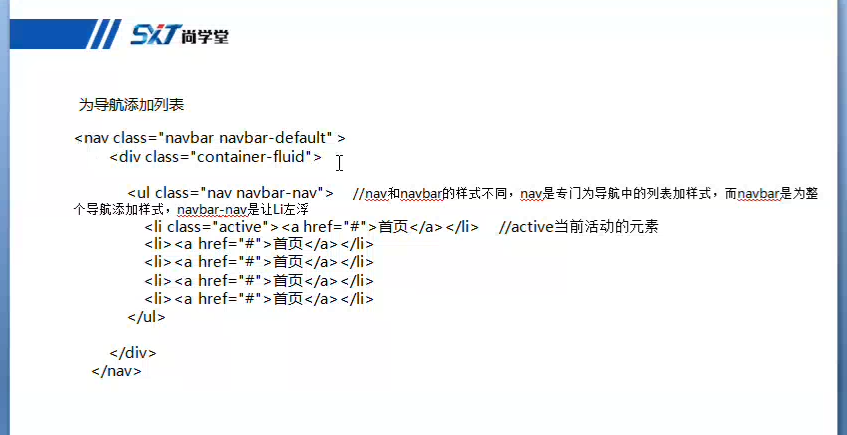 SXT尚学堂
为导航添加列表
<nav class="navbar navbar-default" >
<div class="container-fluid">
<ul class="nav navbar-nav"> //nav和navbar的样式不同，nav是专门为导航中的列表加样式，而navbar是为整
个导航添加样式，navbar-nav是让Li左浮
<li class="active"><a href="#">首页</a></li> //active当前活动的元素
<li><a href="#">首页</a></li>
<li><a href="#">首页</a></li>
<li><a href="#">首页</a></li>
<li><a href="#">首页</a></li>
</ul>
</div>
</nav>